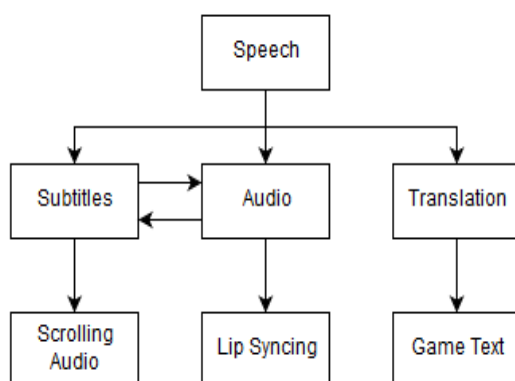 Speech
Subtitles
Audio
Translation
Scrolling
Audio
Lip Syncing
Game Text